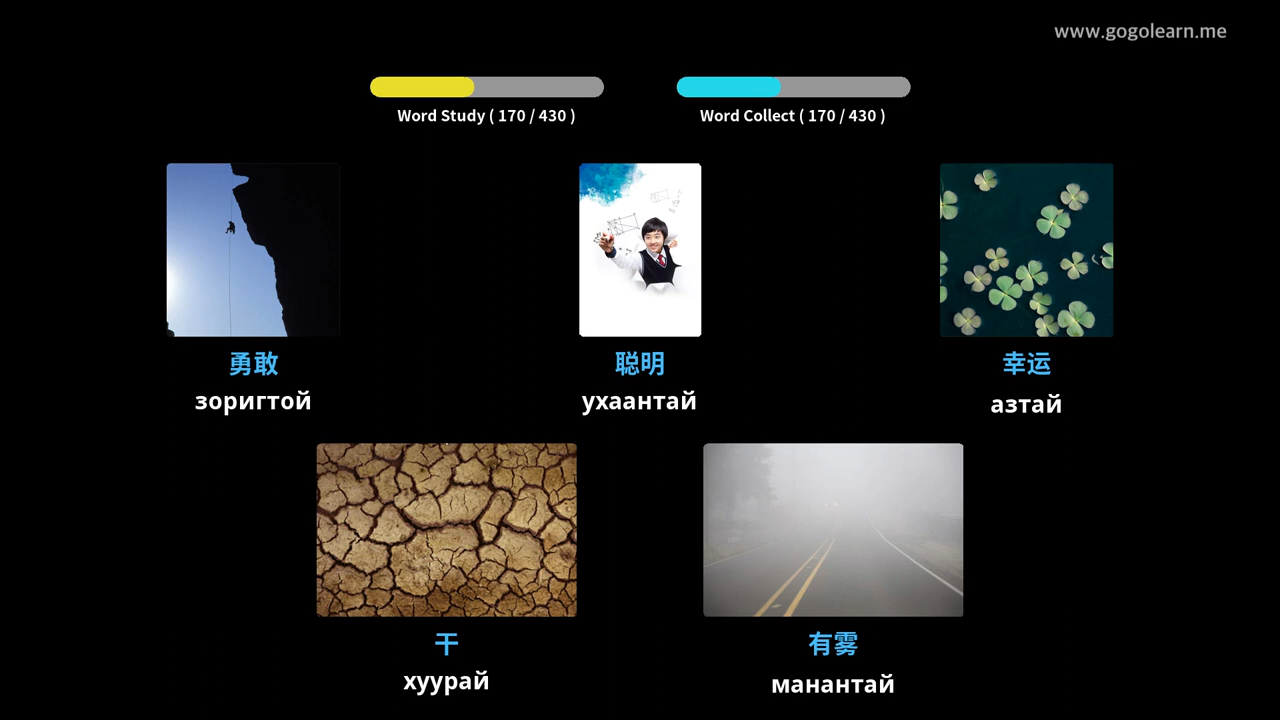 www.gogolearn.me
Word Study ( 170 / 430 )
Word Collect ( 170 / 430 )
勇敢
聪明
幸运
зоригтой
ухаантай
азтай
干
有雾
хуурай
манантай